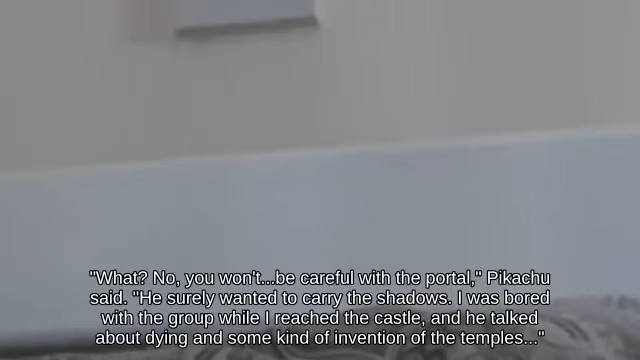 "What? No, you won't...be careful with the portal," Pikachu
said. "He surely wanted to carry the shadows. I was bored
with the group while I reached the castle, and he talked
about dying and some kind of invention of the temples..."